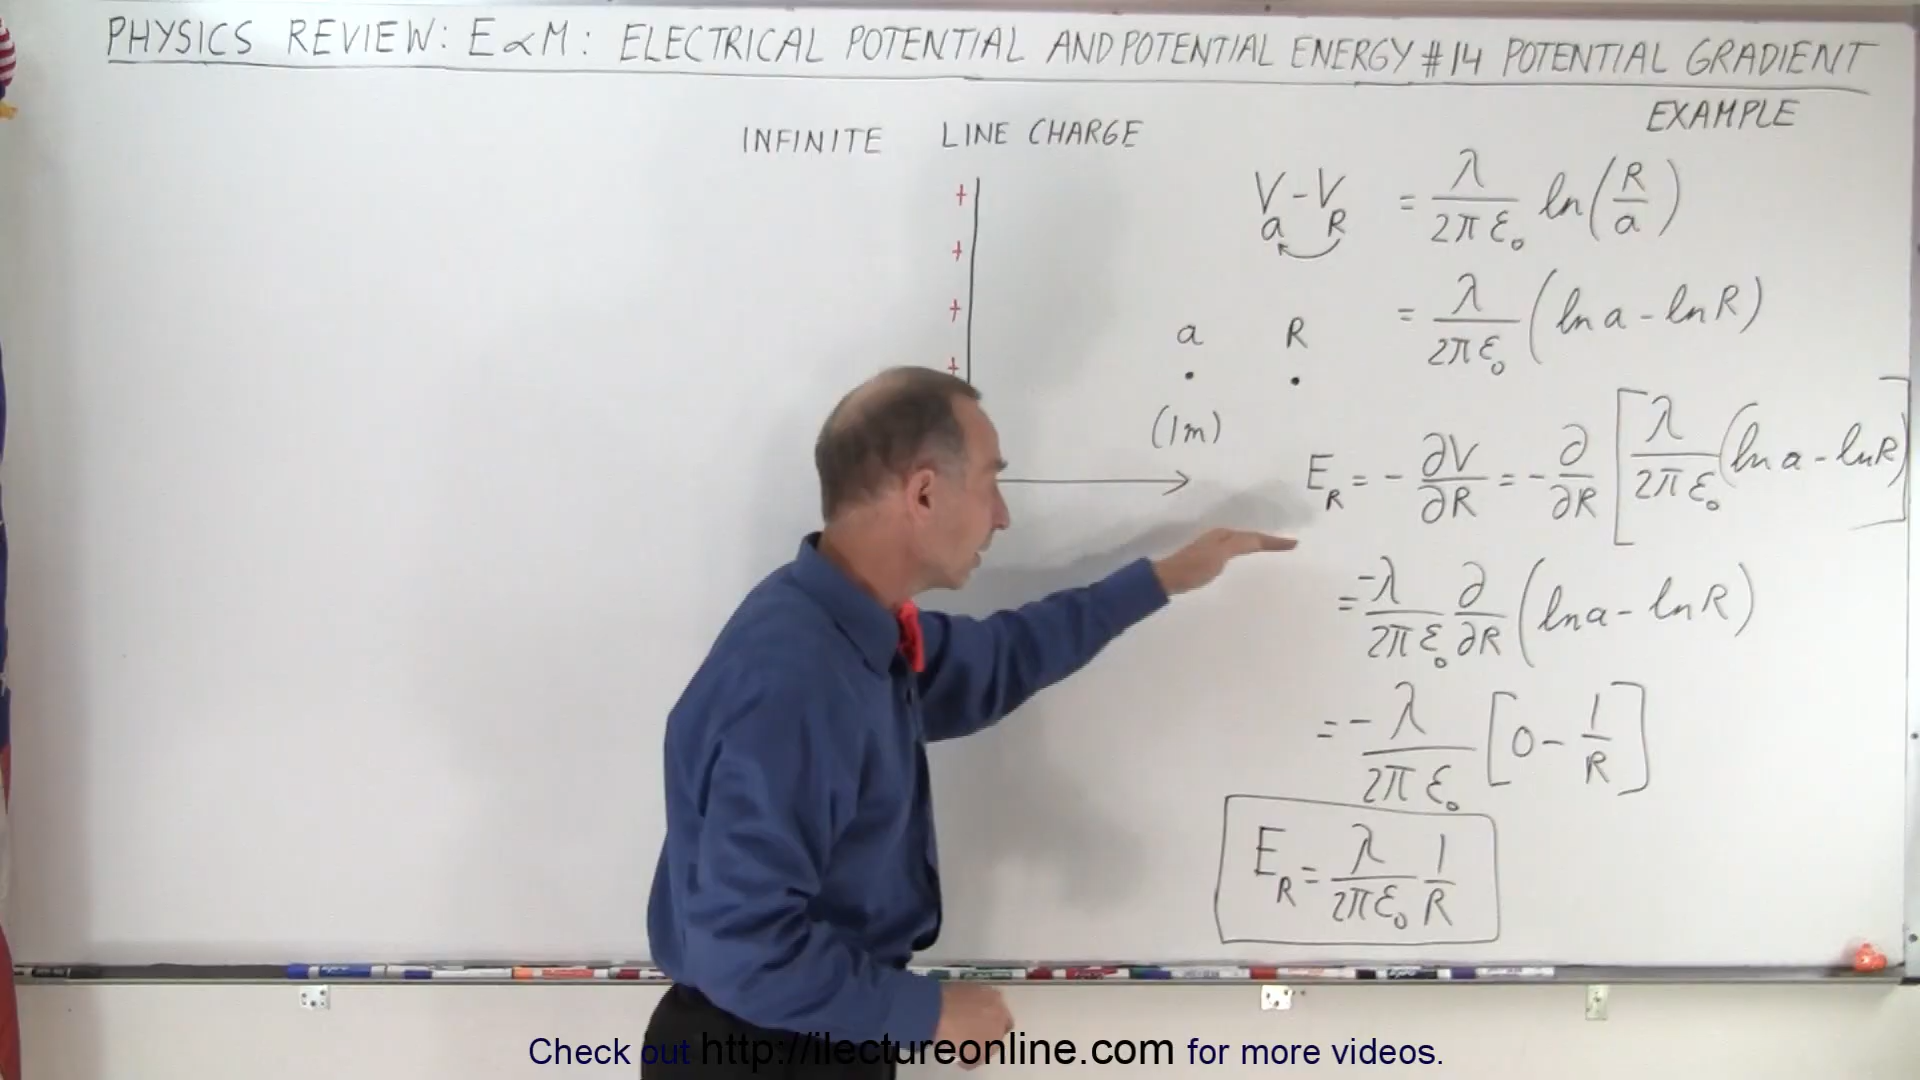 PHYSICS REVIEW: E∝M: ELECTRICAL POTENTIAL AND POTENTIAL ENERGY #14 POTENTIAL GRADIENT
EXAMPLE
INFINITE LINE CHARGE
+
+
+
+
a R
(1m)
V_a - V_R = λ/(2πε₀) ln(R/a)
= λ/(2πε₀) (ln a - ln R)
E_R = - ∂V/∂R = - ∂/∂R [λ/(2πε₀) (ln a - ln R)]
= -λ/(2πε₀) ∂/∂R (ln a - ln R)
= - λ/(2πε₀) [0 - 1/R]
E_R = λ/(2πε₀) 1/R
Check out http://ilectureonline.com for more videos.